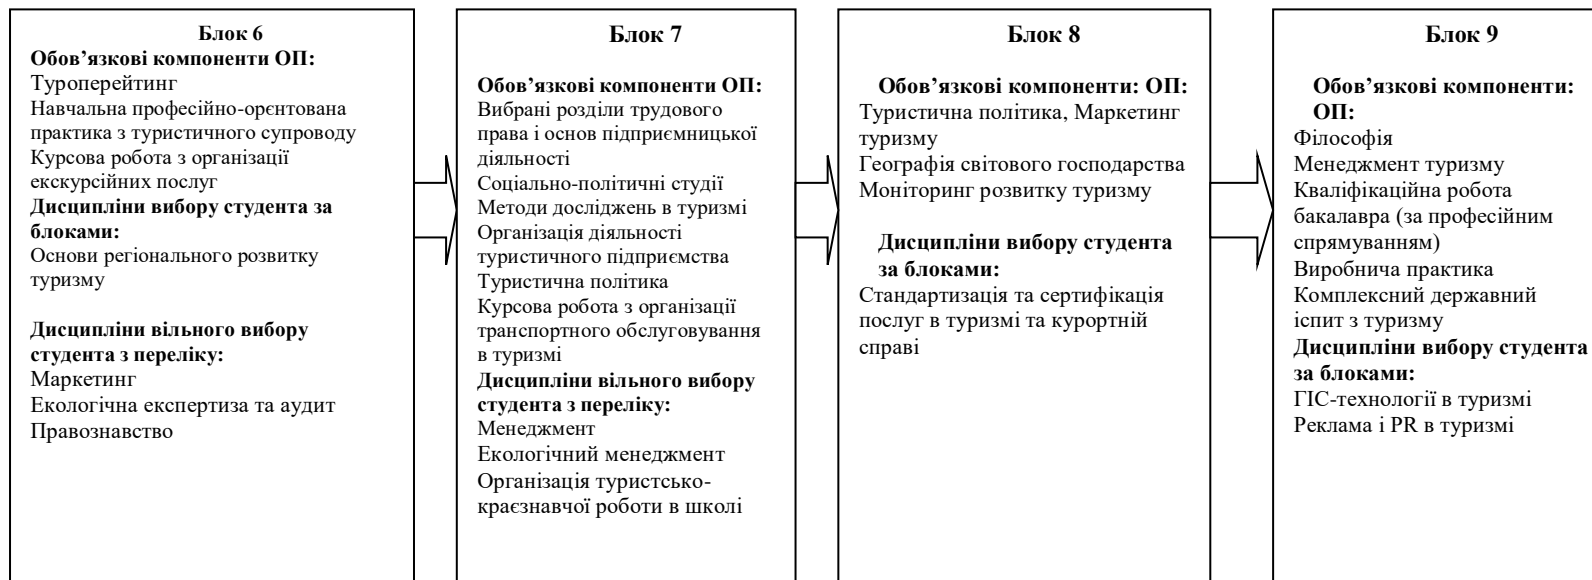 Блок 6
Обов’язкові компоненти ОП:
Туроперейтинг
Навчальна професійно-орєнтована
практика з туристичного супроводу
Курсова робота з організації
екскурсійних послуг
Дисципліни вибору студента за
блоками:
Основи регіонального розвитку
туризму
Дисципліни вільного вибору
студента з переліку:
Маркетинг
Екологічна експертиза та аудит
Правознавство
Блок 7
Обов’язкові компоненти ОП:
Вибрані розділи трудового
права і основ підприємницької
діяльності
Соціально-політичні студії
Методи досліджень в туризмі
Організація діяльності
туристичного підприємства
Туристична політика
Курсова робота з організації
транспортного обслуговування
в туризмі
Дисципліни вільного вибору
студента з переліку:
Менеджмент
Екологічний менеджмент
Організація туристсько-
краєзнавчої роботи в школі
Блок 8
Обов’язкові компоненти: ОП:
Туристична політика, Маркетинг
туризму
Географія світового господарства
Моніторинг розвитку туризму
Дисципліни вибору студента
за блоками:
Стандартизація та сертифікація
послуг в туризмі та курортній
справі
Блок 9
Обов’язкові компоненти:
ОП:
Філософія
Менеджмент туризму
Кваліфікаційна робота
бакалавра (за професійним
спрямуванням)
Виробнича практика
Комплексний державний
іспит з туризму
Дисципліни вибору студента
за блоками:
ГІС-технології в туризмі
Реклама і PR в туризмі